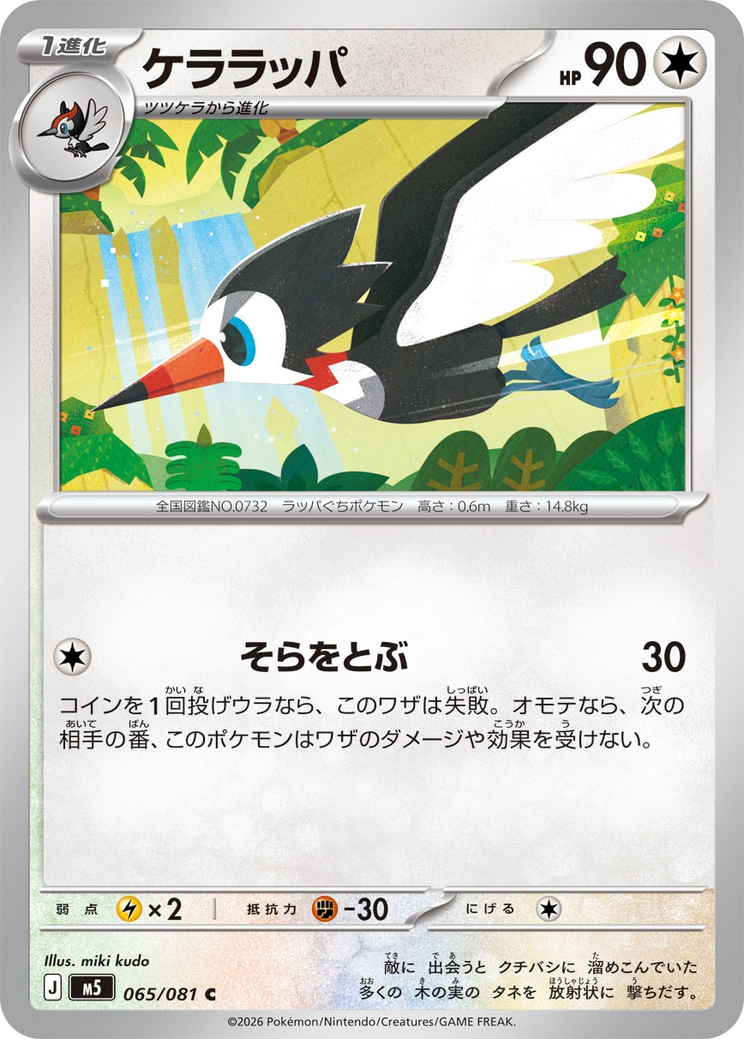 1進化
ケララッパ
HP 90
ツツケラから進化
全国図鑑NO.0732 ラッパぐちポケモン 高さ：0.6m 重さ：14.8kg
そらをとぶ 30
コインを1回投げウラなら、このワザは失敗。オモテなら、次の
相手の番、このポケモンはワザのダメージや効果を受けない。
弱点 ×2 抵抗力 -30 にげる
Illus. miki kudo
J m5 065/081 C
敵に 出会うと クチバシに 溜めこんでいた
多くの 木の実の タネを 放射状に 撃ちだす。
©2026 Pokémon/Nintendo/Creatures/GAME FREAK.